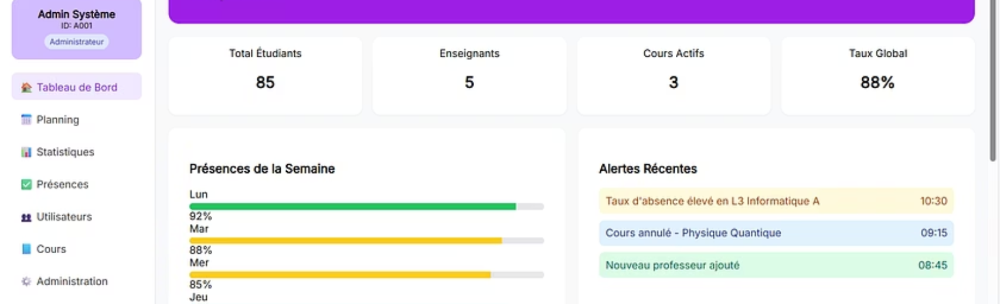 Admin Système
ID: A001
Administrateur
Tableau de Bord
Planning
Statistiques
Présences
Utilisateurs
Cours
Administration
Total Étudiants
85
Enseignants
5
Cours Actifs
3
Taux Global
88%
Présences de la Semaine
Lun
92%
Mar
88%
Mer
85%
Jeu
Alertes Récentes
Taux d'absence élevé en L3 Informatique A 10:30
Cours annulé - Physique Quantique 09:15
Nouveau professeur ajouté 08:45